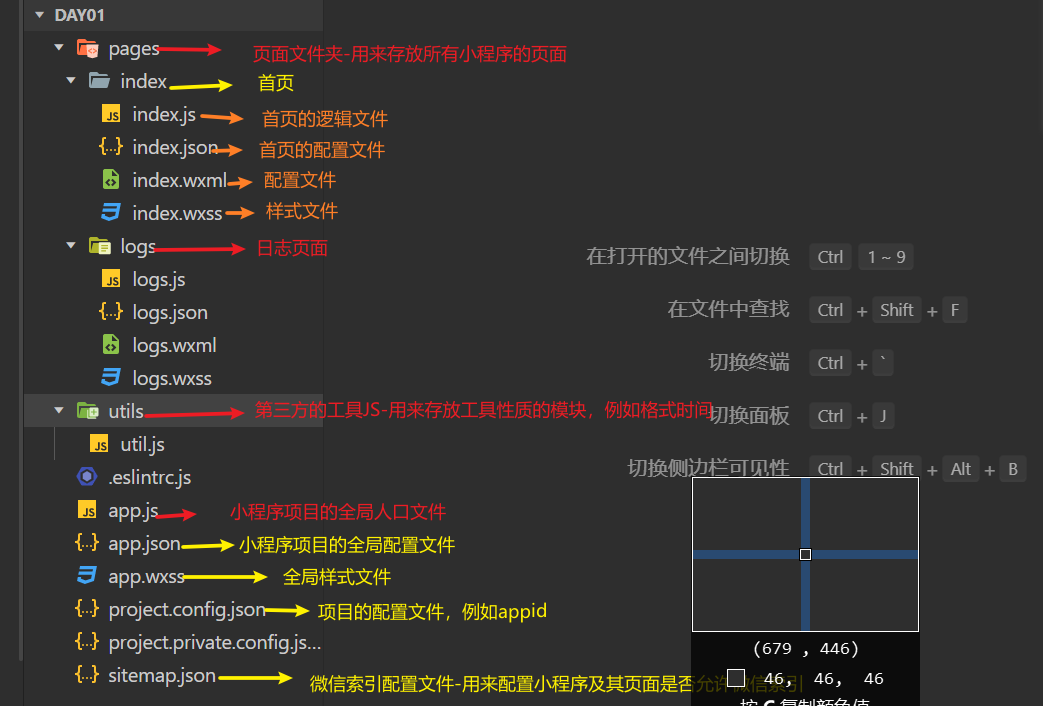 DAY01
pages 页面文件夹-用来存放所有小程序的页面
index 首页
index.js 首页的逻辑文件
index.json 首页的配置文件
index.wxml 配置文件
index.wxss 样式文件
logs 日志页面
logs.js
logs.json
logs.wxml
logs.wxss
utils 第三方的工具JS-用来存放工具性质的模块，例如格式时间
util.js
.eslintrc.js
app.js 小程序项目的全局人口文件
app.json 小程序项目的全局配置文件
app.wxss 全局样式文件
project.config.json 项目的配置文件，例如appid
project.private.config.js...
sitemap.json 微信索引配置文件-用来配置小程序及其页面是否允许微信索引
在打开的文件之间切换 Ctrl 1 ~ 9
在文件中查找 Ctrl + Shift + F
切换终端 Ctrl + `
切换面板 Ctrl + J
切换侧边栏可见性 Ctrl + Shift + Alt + B
(679 , 446)
46, 46, 46
按 C 复制颜色值